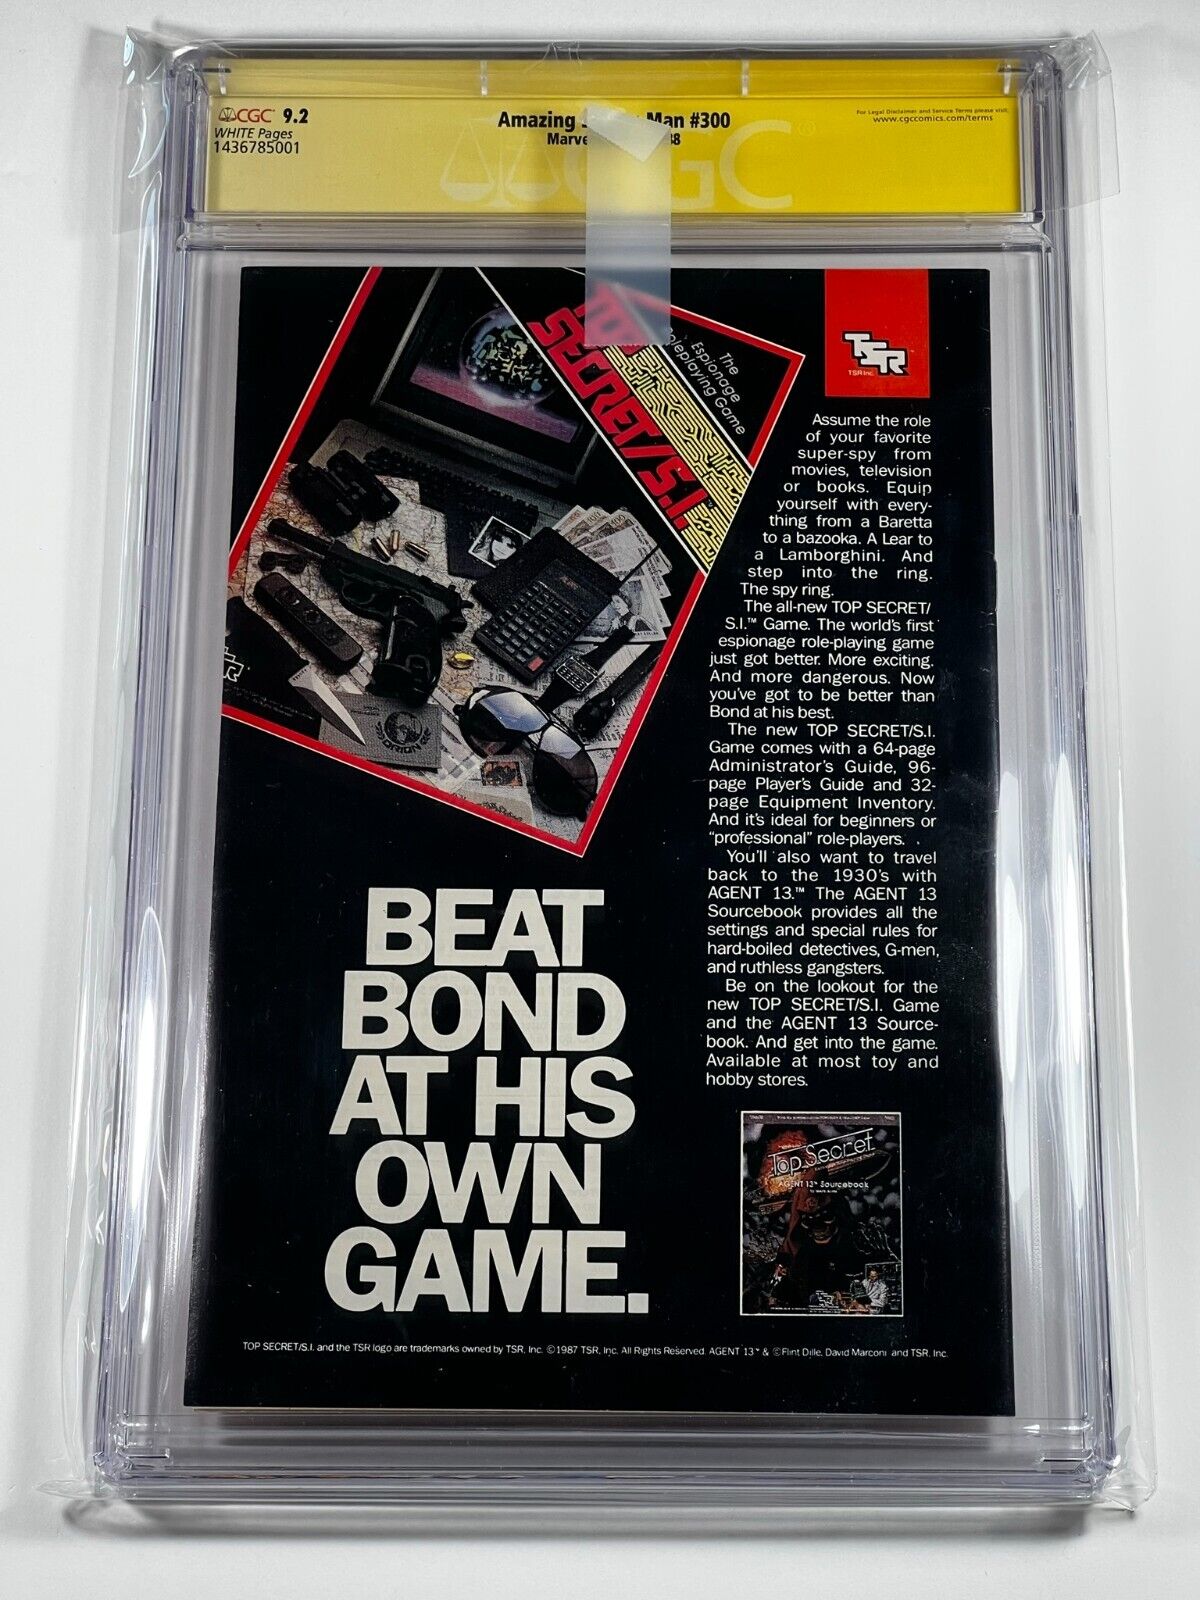 CGC 9.2
WHITE Pages
1436785001
Amazing Man #300
Marve 88
For Legal Disclaimer and Service Terms please visit:
www.cgccomics.com/terms
CGC
TOP
SECRET/S.I.
The
Espionage
Roleplaying Game
TSR
TSR Inc.
ORION
Assume the role
of your favorite
super-spy from
movies, television
or books. Equip
yourself with every-
thing from a Baretta
to a bazooka. A Lear to
a Lamborghini. And
step into the ring.
The spy ring.
The all-new TOP SECRET/
S.I.™ Game. The world's first
espionage role-playing game
just got better. More exciting.
And more dangerous. Now
you've got to be better than
Bond at his best.
The new TOP SECRET/S.I.
Game comes with a 64-page
Administrator's Guide, 96-
page Player's Guide and 32-
page Equipment Inventory.
And it's ideal for beginners or
"professional" role-players.
You'll also want to travel
back to the 1930's with
AGENT 13.™ The AGENT 13
Sourcebook provides all the
settings and special rules for
hard-boiled detectives, G-men,
and ruthless gangsters.
Be on the lookout for the
new TOP SECRET/S.I. Game
and the AGENT 13 Source-
book. And get into the game.
Available at most toy and
hobby stores.
BEAT
BOND
AT HIS
OWN
GAME.
Top Secret
AGENT 13™ Sourcebook
TOP SECRET/S.I. and the TSR logo are trademarks owned by TSR, Inc. ©1987 TSR, Inc. All Rights Reserved. AGENT 13™ & ©Flint Dille, David Marconi and TSR, Inc.